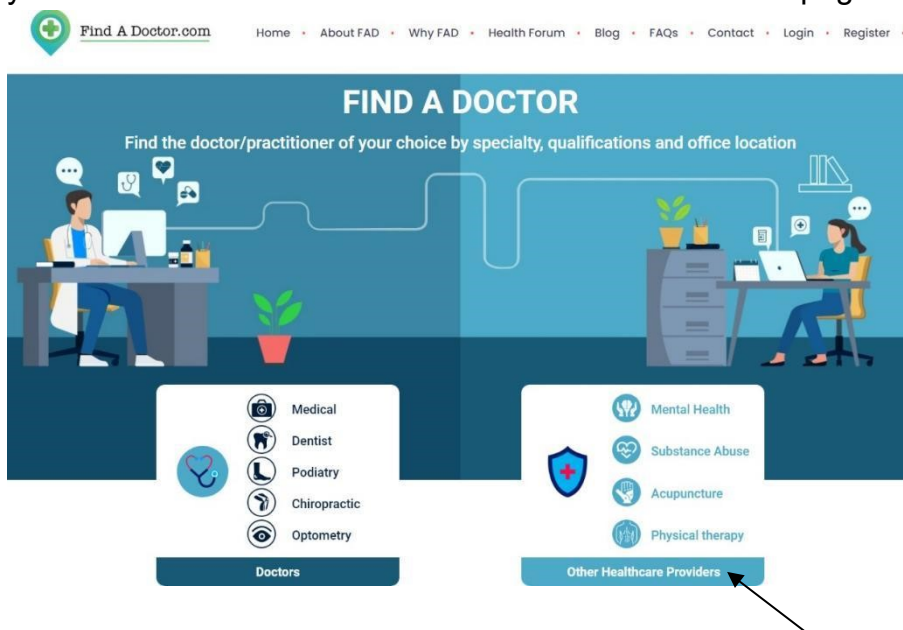 Find A Doctor.com
Home • About FAD • Why FAD • Health Forum • Blog • FAQs • Contact • Login • Register
FIND A DOCTOR
Find the doctor/practitioner of your choice by specialty, qualifications and office location
Medical
Dentist
Podiatry
Chiropractic
Optometry
Doctors
Mental Health
Substance Abuse
Acupuncture
Physical therapy
Other Healthcare Providers